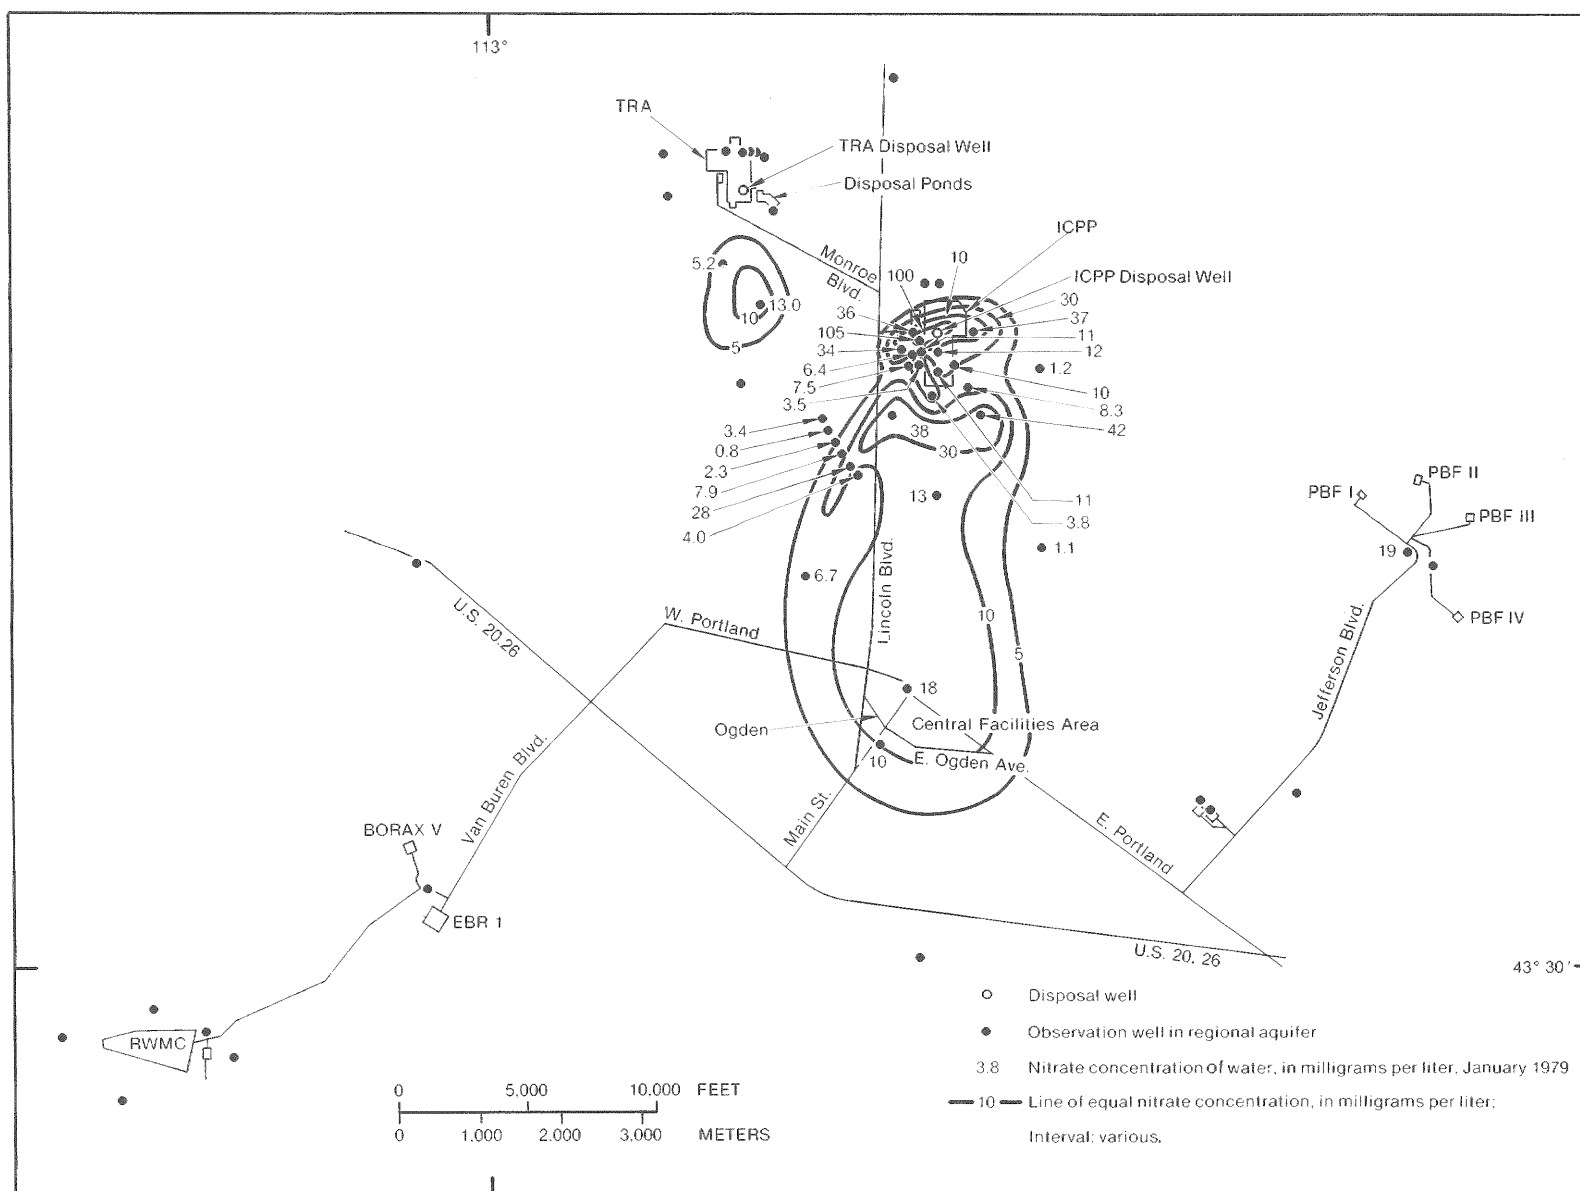 113°
TRA
TRA Disposal Well
Disposal Ponds
Monroe
Blvd.
ICPP
10
100
ICPP Disposal Well
5.2
13.0
10
5
30
37
11
12
36
105
34
6.4
7.5
3.5
1.2
10
8.3
42
38
30
3.4
0.8
2.3
7.9
28
4.0
13
11
3.8
1.1
PBF I
PBF II
PBF III
19
PBF IV
6.7
Lincoln Blvd.
U.S. 20.26
W. Portland
10
5
Jefferson Blvd.
18
Ogden
Central Facilities Area
E. Ogden Ave.
10
Van Buren Blvd.
Main St.
E. Portland
BORAX V
EBR 1
U.S. 20, 26
43° 30'
RWMC
Disposal well
Observation well in regional aquifer
3.8 Nitrate concentration of water, in milligrams per liter, January 1979
10 Line of equal nitrate concentration, in milligrams per liter;
Interval: various.
0 5.000 10.000 FEET
0 1.000 2.000 3.000 METERS